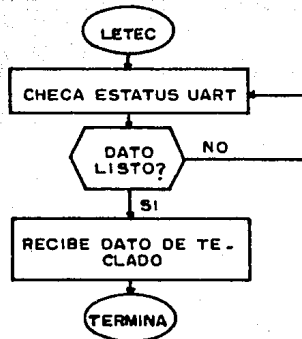 LETEC
CHECA ESTATUS UART
DATO
LISTO?
NO
SI
RECIBE DATO DE TE-
CLADO
TERMINA